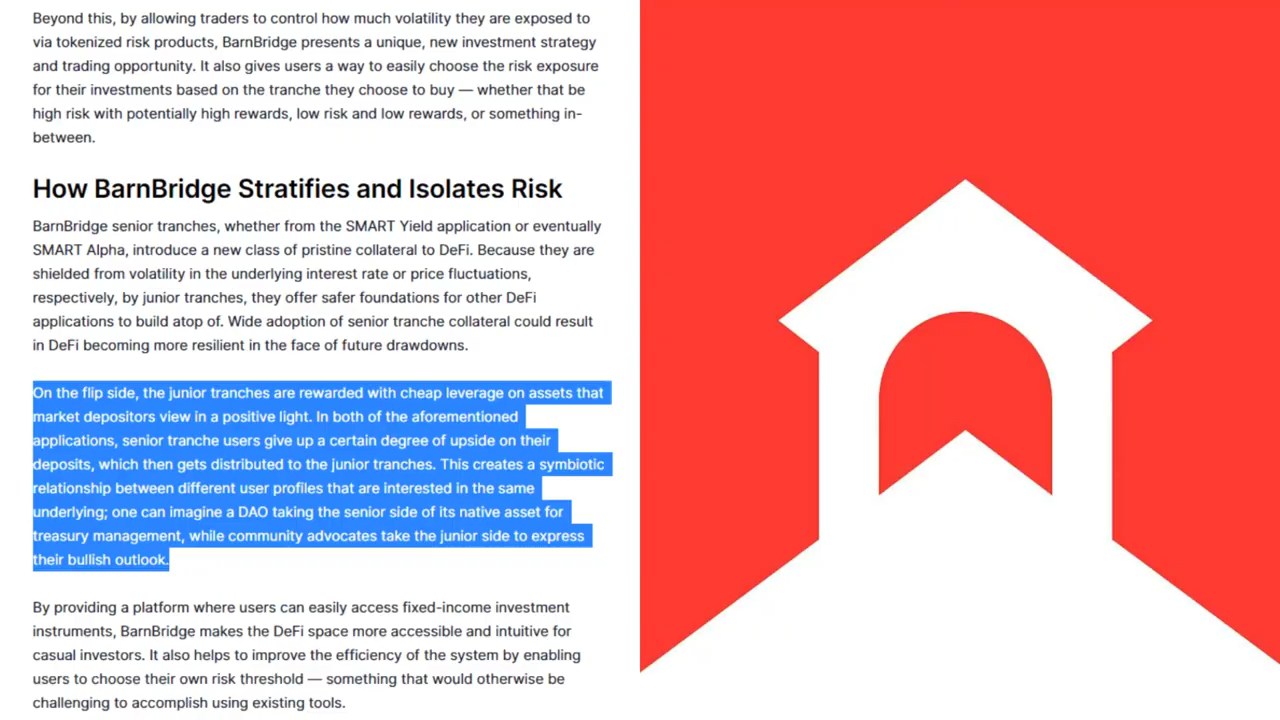 Beyond this, by allowing traders to control how much volatility they are exposed to
via tokenized risk products, BarnBridge presents a unique, new investment strategy
and trading opportunity. It also gives users a way to easily choose the risk exposure
for their investments based on the tranche they choose to buy — whether that be
high risk with potentially high rewards, low risk and low rewards, or something in-
between.
How BarnBridge Stratifies and Isolates Risk
BarnBridge senior tranches, whether from the SMART Yield application or eventually
SMART Alpha, introduce a new class of pristine collateral to DeFi. Because they are
shielded from volatility in the underlying interest rate or price fluctuations,
respectively, by junior tranches, they offer safer foundations for other DeFi
applications to build atop of. Wide adoption of senior tranche collateral could result
in DeFi becoming more resilient in the face of future drawdowns.
On the flip side, the junior tranches are rewarded with cheap leverage on assets that
market depositors view in a positive light. In both of the aforementioned
applications, senior tranche users give up a certain degree of upside on their
deposits, which then gets distributed to the junior tranches. This creates a symbiotic
relationship between different user profiles that are interested in the same
underlying; one can imagine a DAO taking the senior side of its native asset for
treasury management, while community advocates take the junior side to express
their bullish outlook.
By providing a platform where users can easily access fixed-income investment
instruments, BarnBridge makes the DeFi space more accessible and intuitive for
casual investors. It also helps to improve the efficiency of the system by enabling
users to choose their own risk threshold — something that would otherwise be
challenging to accomplish using existing tools.